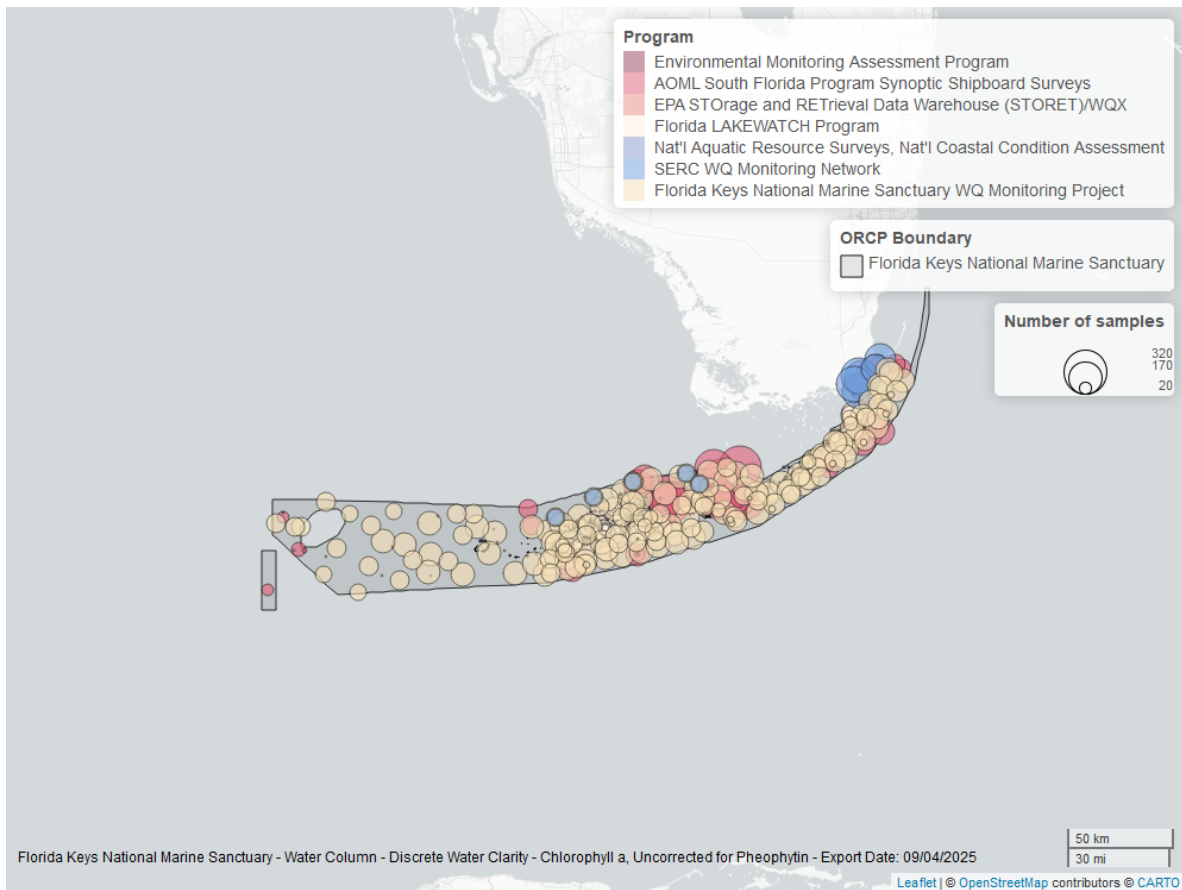 Program
Environmental Monitoring Assessment Program
AOML South Florida Program Synoptic Shipboard Surveys
EPA STOrage and RETrieval Data Warehouse (STORET)/WQX
Florida LAKEWATCH Program
Nat'l Aquatic Resource Surveys, Nat'l Coastal Condition Assessment
SERC WQ Monitoring Network
Florida Keys National Marine Sanctuary WQ Monitoring Project
ORCP Boundary
Florida Keys National Marine Sanctuary
Number of samples
320
170
20
50 km
30 mi
Florida Keys National Marine Sanctuary - Water Column - Discrete Water Clarity - Chlorophyll a, Uncorrected for Pheophytin - Export Date: 09/04/2025
Leaflet | © OpenStreetMap contributors © CARTO